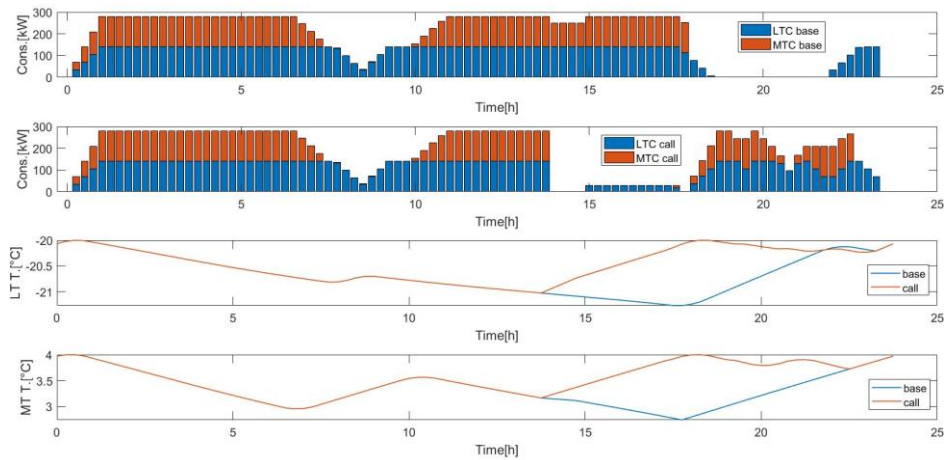 300
200
100
0
Cons.[kW]
LTC base
MTC base
0 5 10 15 20 25
Time[h]
300
200
100
0
Cons.[kW]
LTC call
MTC call
0 5 10 15 20 25
Time[h]
-20
-20.5
-21
LT T.[°C]
base
call
0 5 10 15 20 25
Time[h]
4
3.5
3
MT T.[°C]
base
call
0 5 10 15 20 25
Time[h]